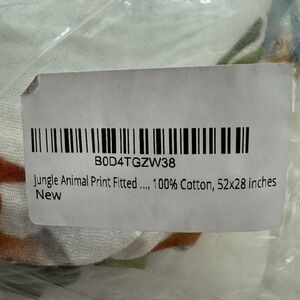 B0D4TGZW38
Jungle Animal Print Fitted ..., 100% Cotton, 52x28 inches
New